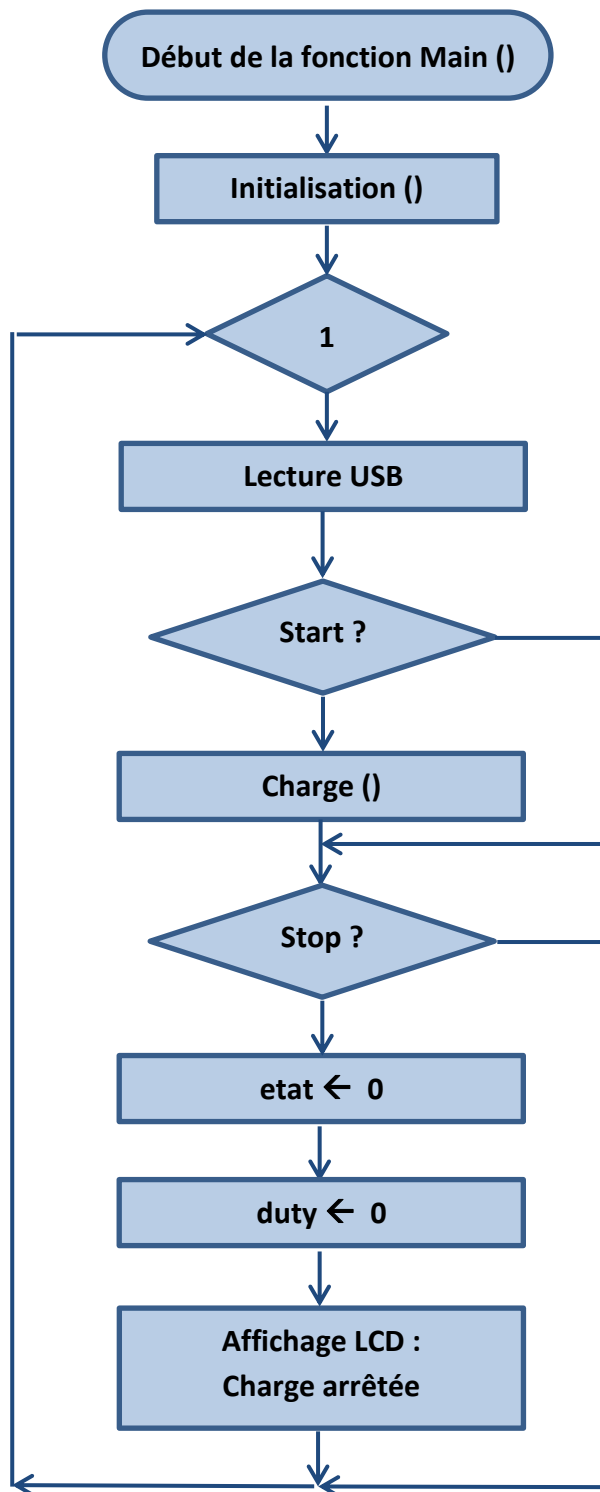 Début de la fonction Main ()
Initialisation ()
1
Lecture USB
Start ?
Charge ()
Stop ?
etat ← 0
duty ← 0
Affichage LCD :
Charge arrêtée